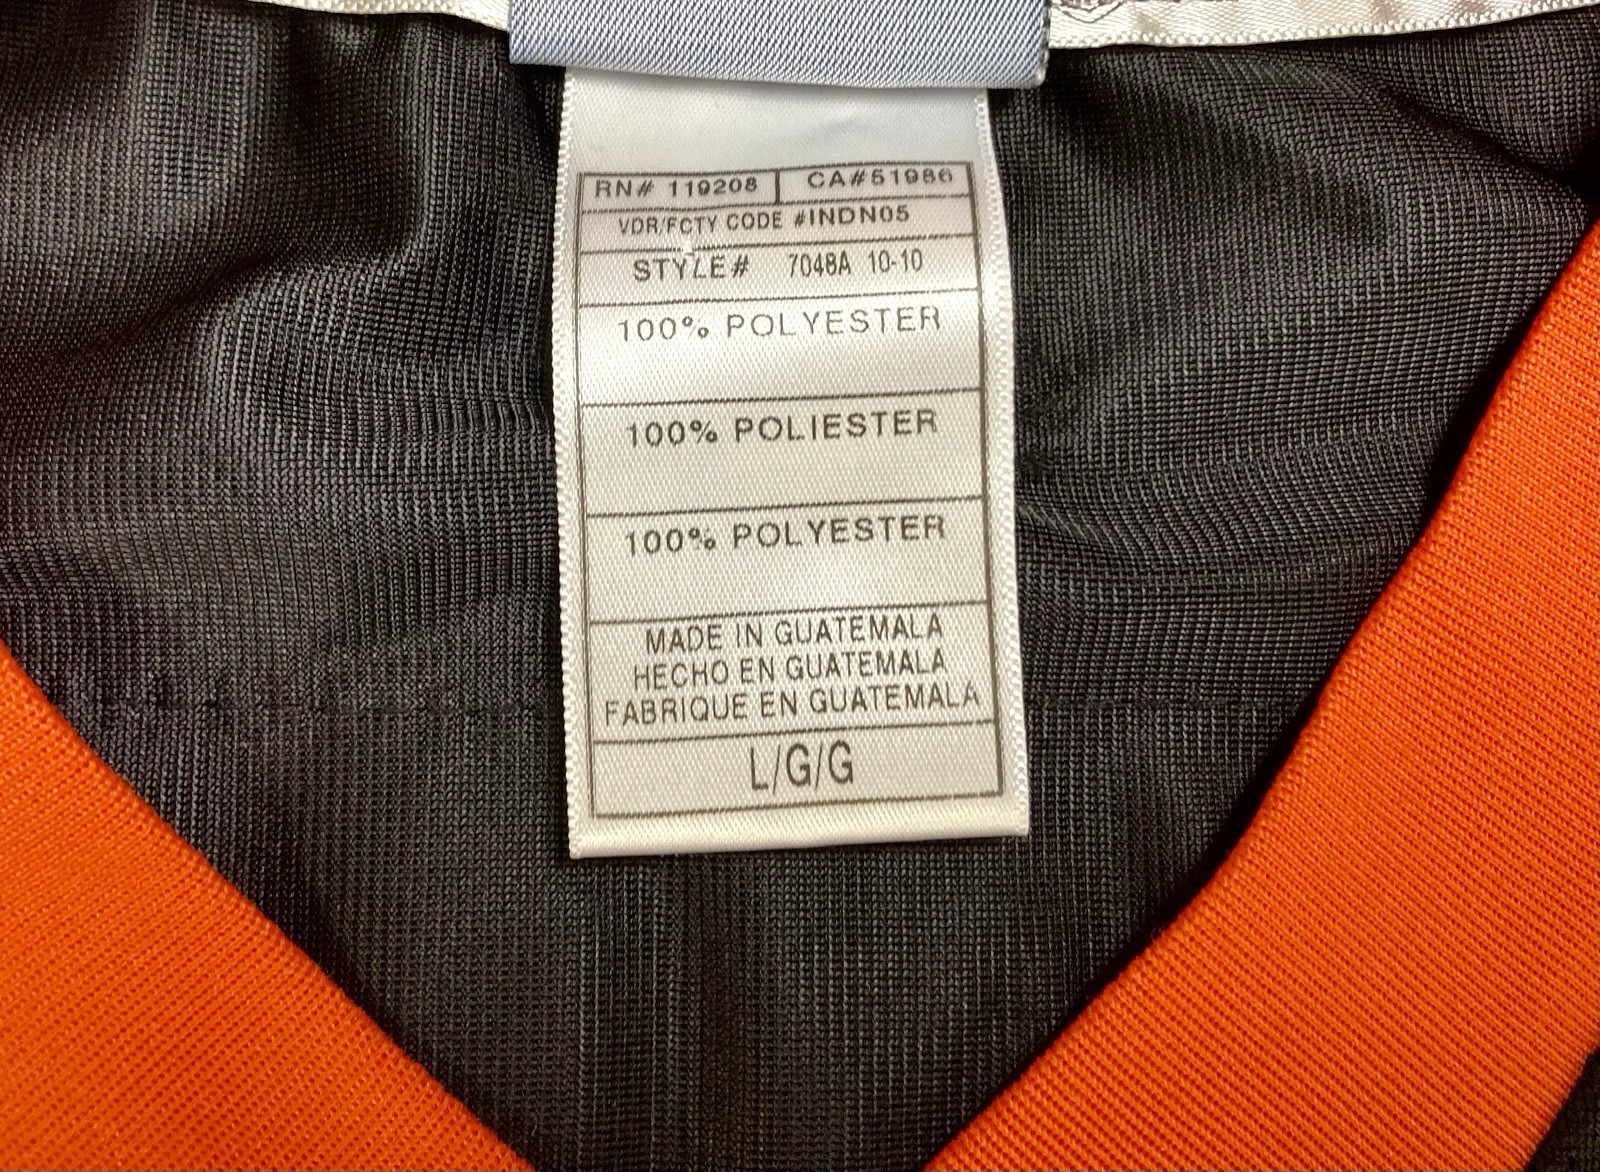 RN# 119208 CA#51986
VDR/FCTY CODE #INDN05
STYLE# 7048A 10-10
100% POLYESTER
100% POLIESTER
100% POLYESTER
MADE IN GUATEMALA
HECHO EN GUATEMALA
FABRIQUE EN GUATEMALA
L/G/G